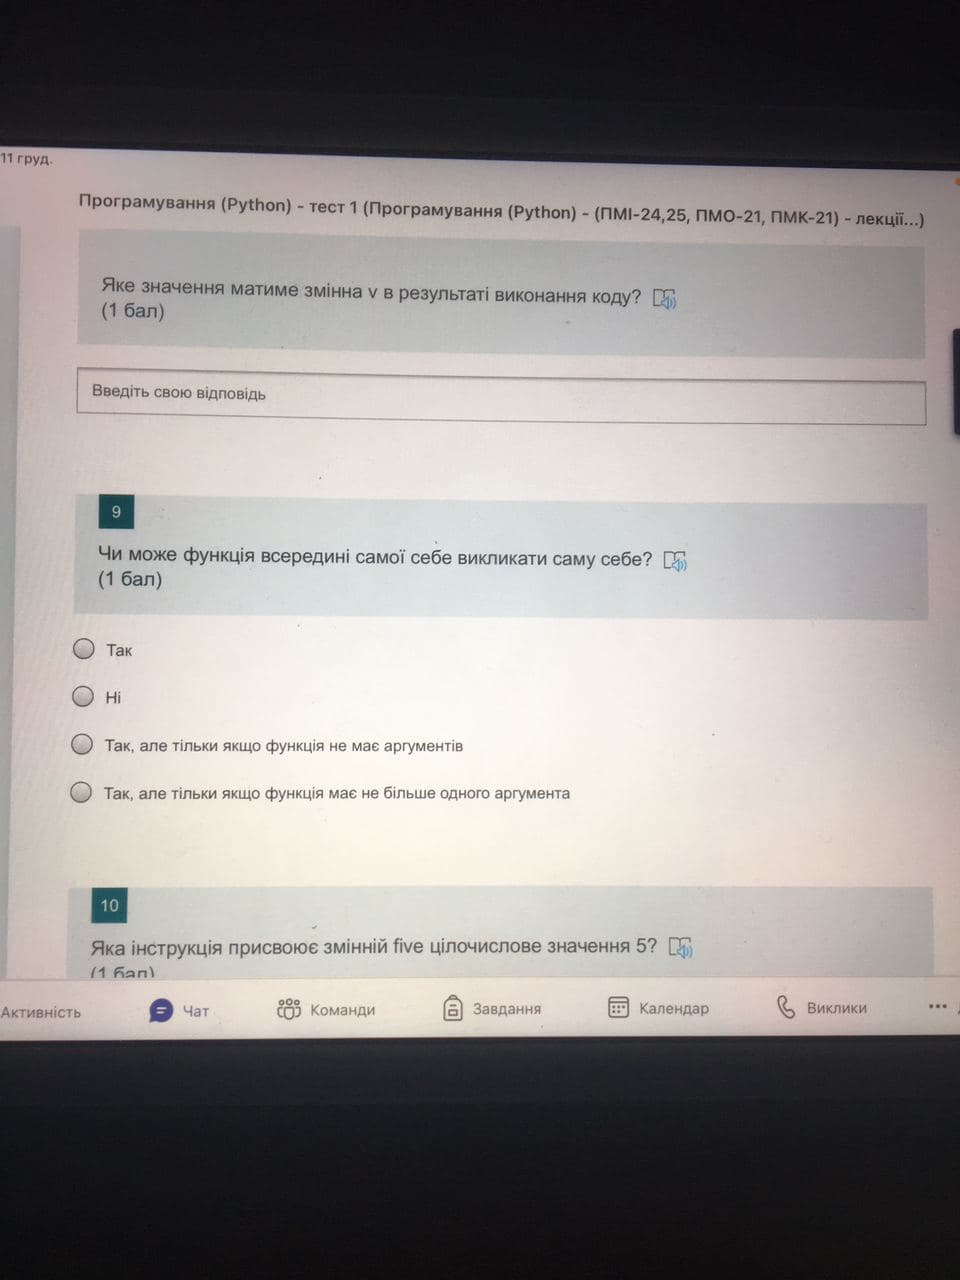 11 груд.
Програмування (Python) - тест 1 (Програмування (Python) - (ПМІ-24,25, ПМО-21, ПМК-21) - лекції...)
Яке значення матиме змінна v в результаті виконання коду?
(1 бал)
Введіть свою відповідь
9
Чи може функція всередині самої себе викликати саму себе?
(1 бал)
Так
Ні
Так, але тільки якщо функція не має аргументів
Так, але тільки якщо функція має не більше одного аргумента
10
Яка інструкція присвоює змінній five цілочислове значення 5?
(1 бал)
Активність Чат Команди Завдання Календар Виклики